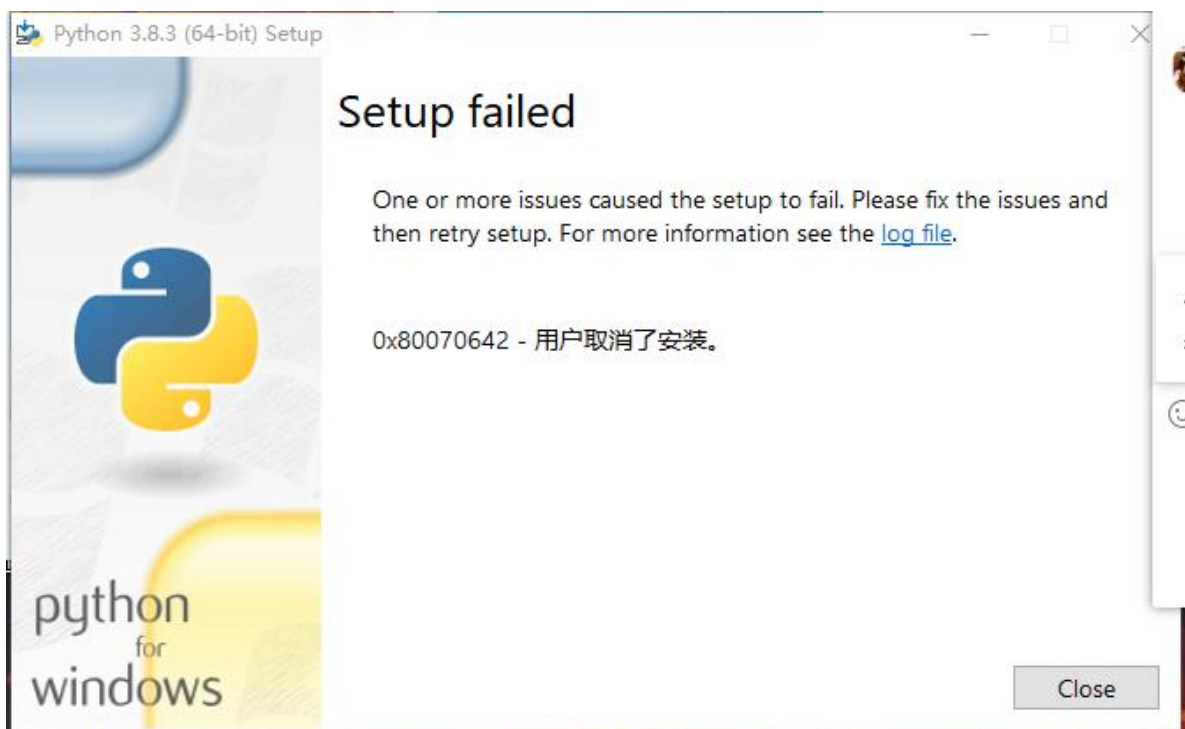 Python 3.8.3 (64-bit) Setup
Setup failed
One or more issues caused the setup to fail. Please fix the issues and
then retry setup. For more information see the log file.
0x80070642 - 用户取消了安装。
python
for
windows
Close